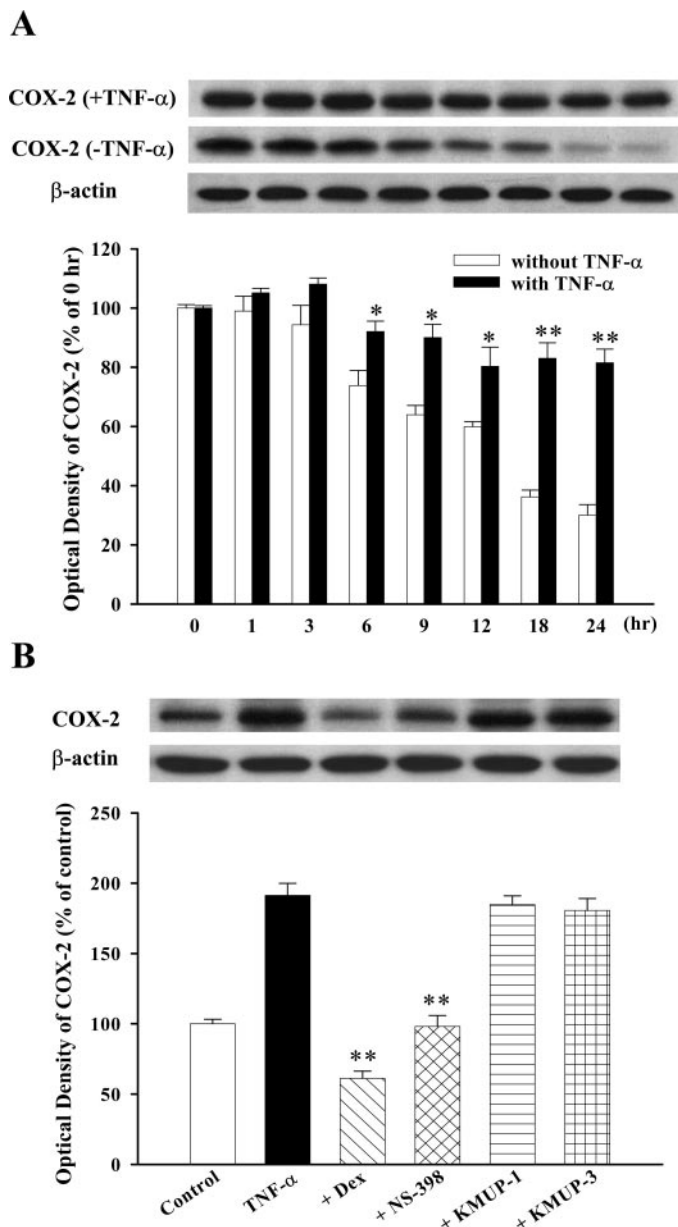 A
COX-2 (+TNF-α)
COX-2 (-TNF-α)
β-actin
Optical Density of COX-2 (% of 0 hr)
120
100
80
60
40
20
0
without TNF-α
with TNF-α
*
*
*
**
**
0 1 3 6 9 12 18 24 (hr)
B
COX-2
β-actin
Optical Density of COX-2 (% of control)
250
200
150
100
50
0
**
**
Control
TNF-α
+ Dex
+ NS-398
+ KMUP-1
+ KMUP-3